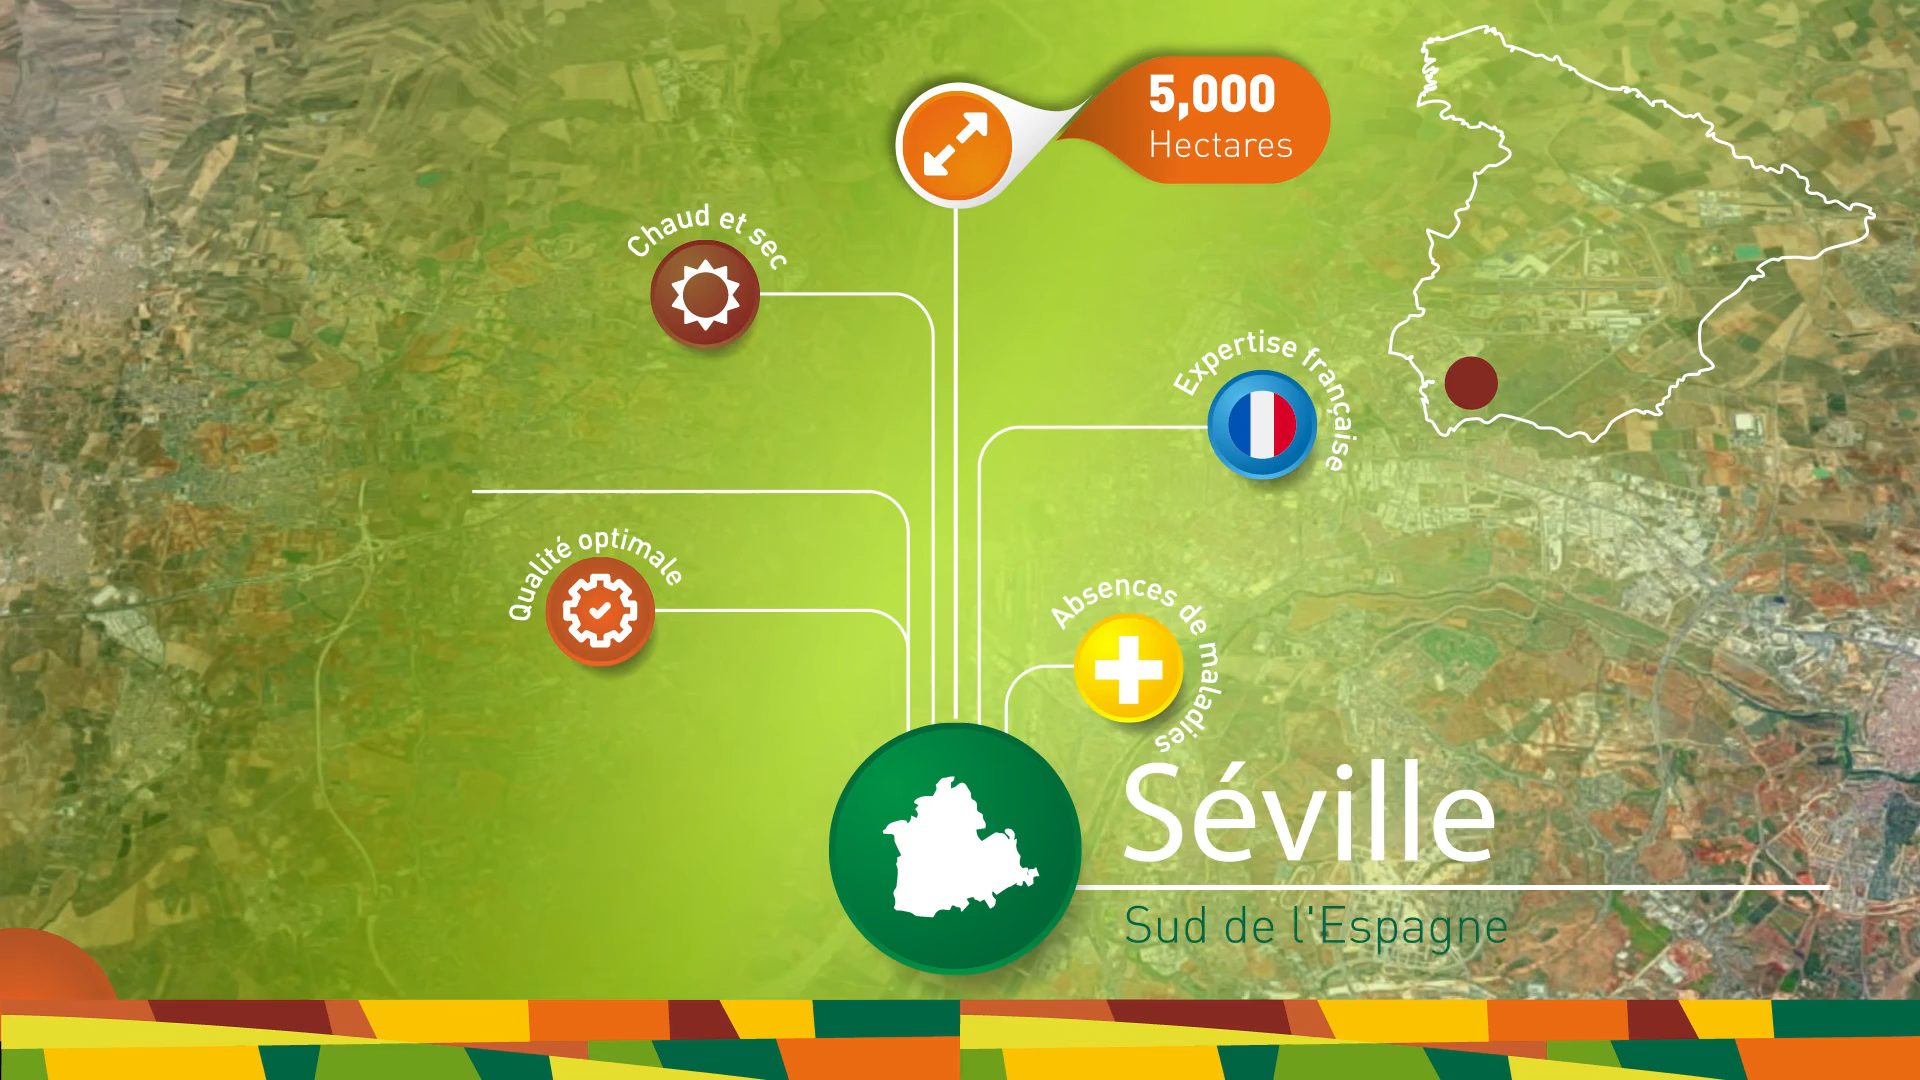 5,000
Hectares
Chaud et sec
Expertise française
Qualité optimale
Absences de maladies
Séville
Sud de l'Espagne